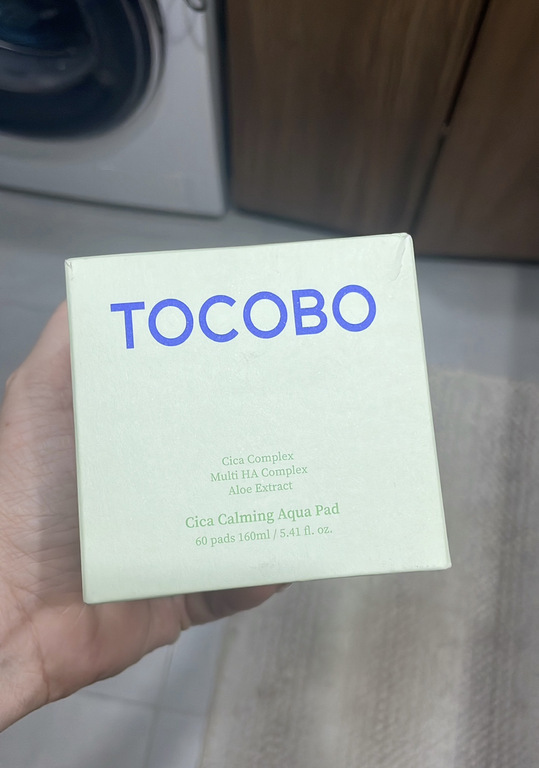 TOCOBO
Cica Complex
Multi HA Complex
Aloe Extract
Cica Calming Aqua Pad
60 pads 160ml / 5.41 fl. oz.